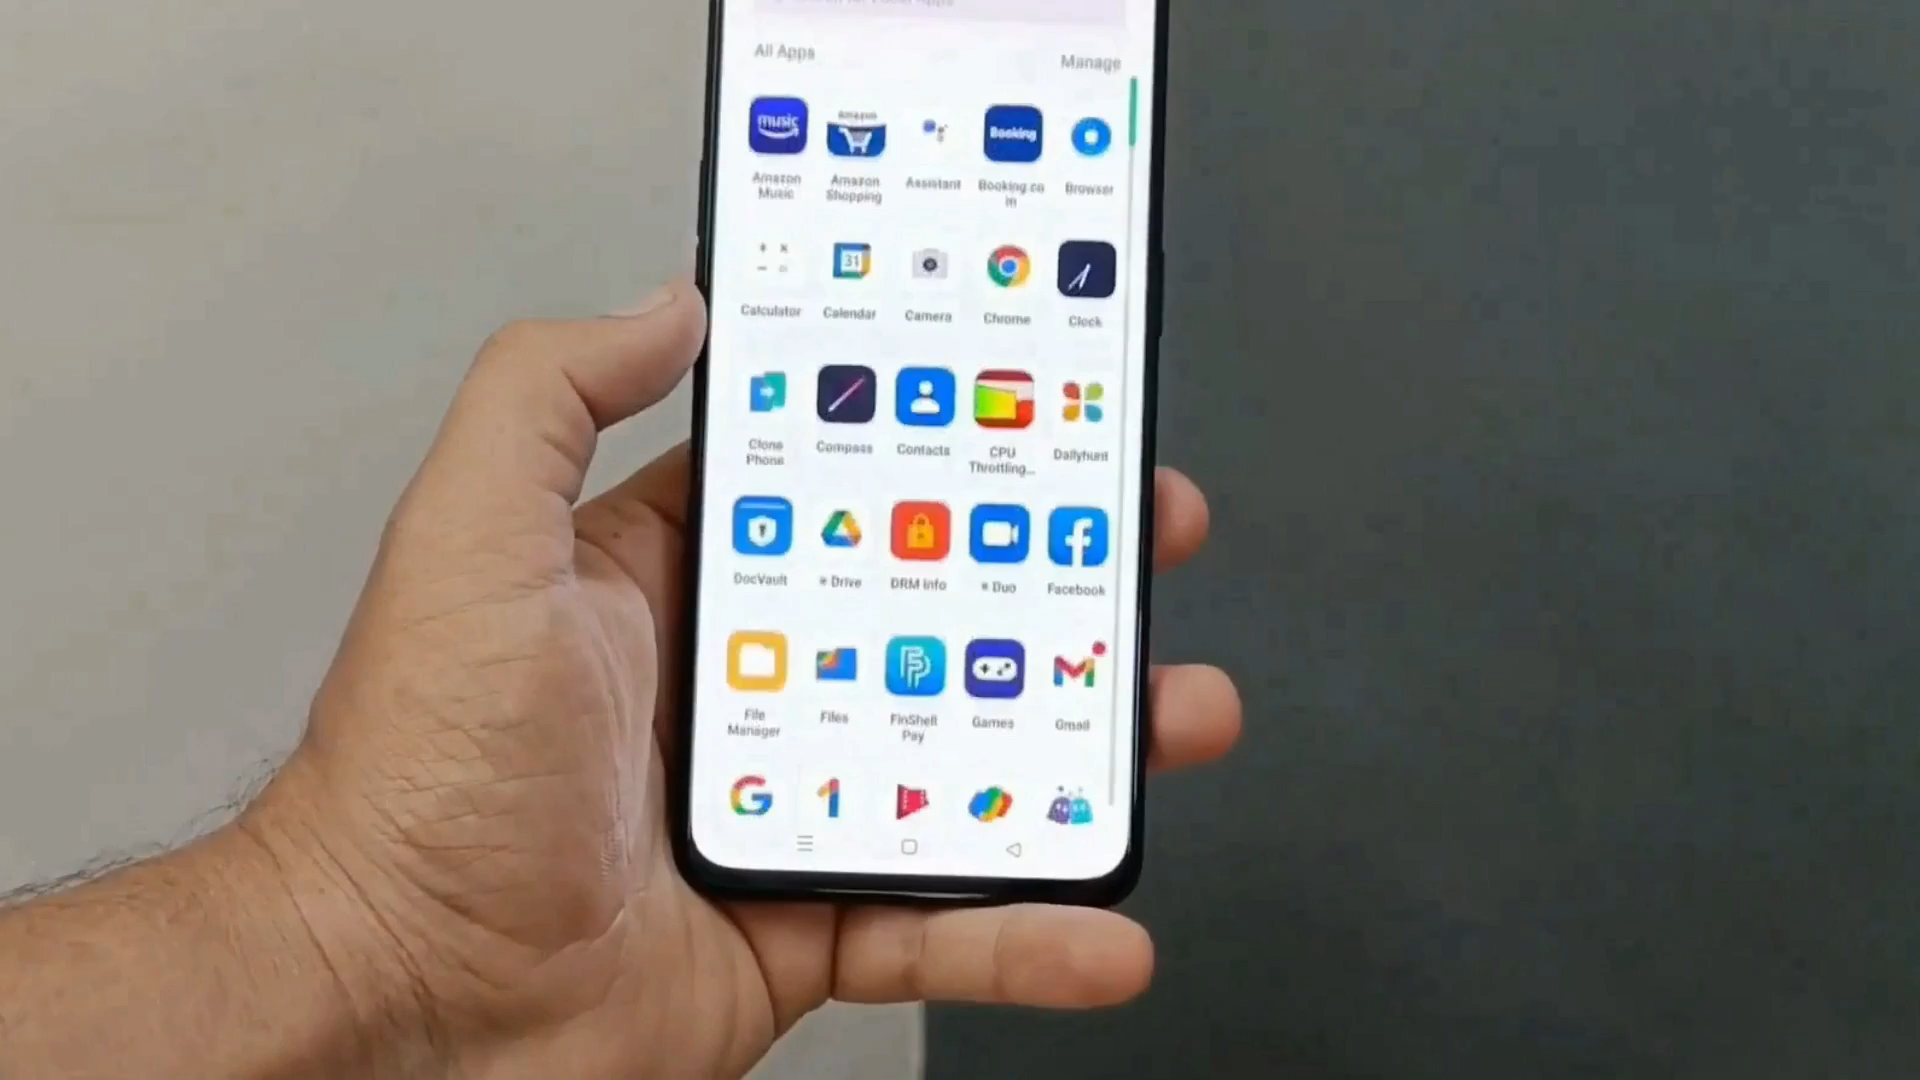 All Apps
Manage
music
Amazon
Booking
Amazon
Music
Amazon
Shopping
Assistant
Booking.co
m
Browser
31
Calculator
Calendar
Camera
Chrome
Clock
Clone
Phone
Compass
Contacts
CPU
Throttling...
Dailyhunt
DocVault
Drive
DRM Info
Duo
Facebook
File
Manager
Files
FinShell
Pay
Games
Gmail